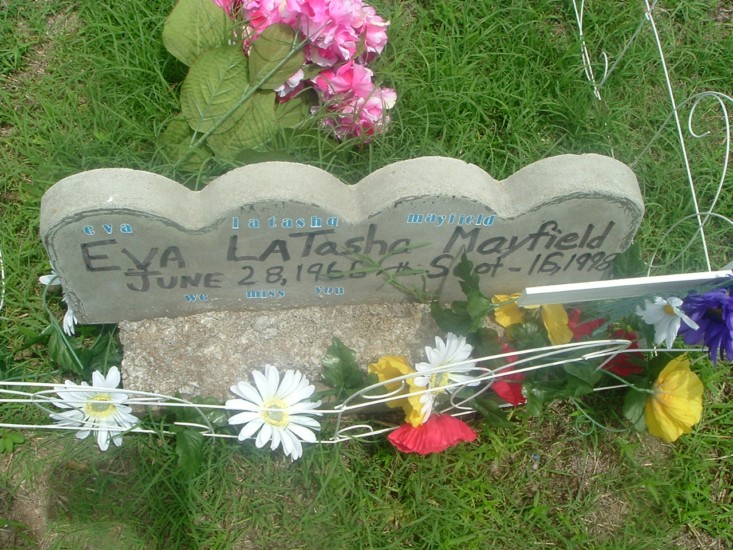 eva latasha mayfield
EVA LATasha Mayfield
JUNE 28, 1966 Sept - 16, 1998
we miss you